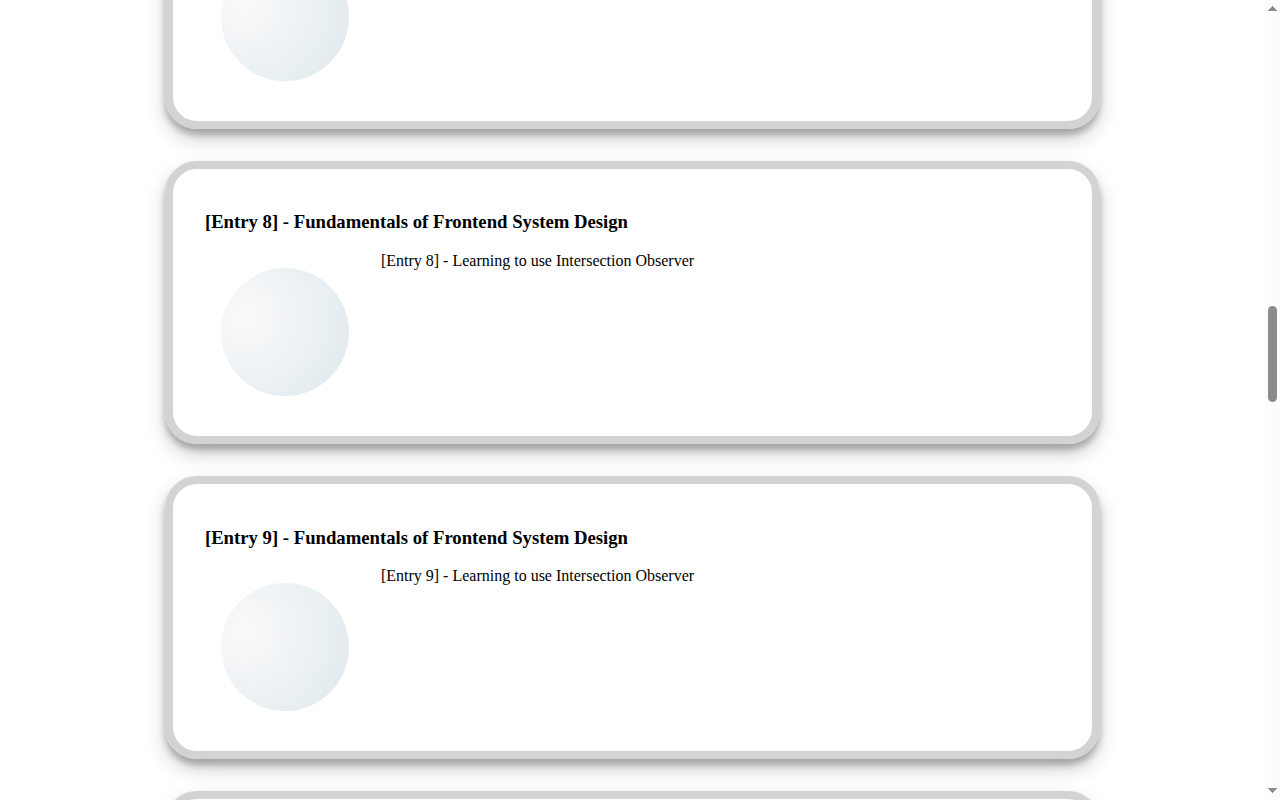 [Entry 8] - Fundamentals of Frontend System Design
[Entry 8] - Learning to use Intersection Observer
[Entry 9] - Fundamentals of Frontend System Design
[Entry 9] - Learning to use Intersection Observer